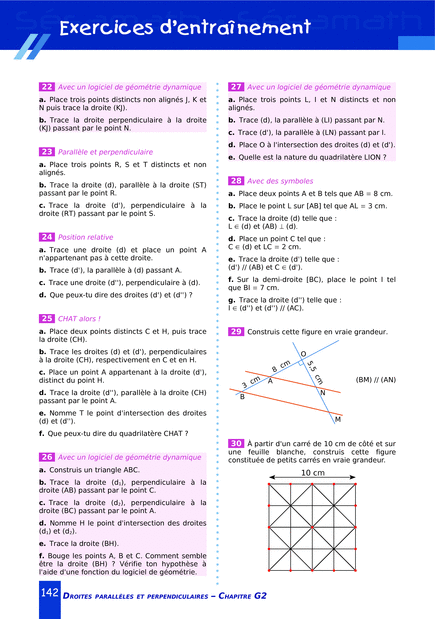 Exercices d'entraînement
22 Avec un logiciel de géométrie dynamique
a. Place trois points distincts non alignés J, K et
N puis trace la droite (KJ).
b. Trace la droite perpendiculaire à la droite
(KJ) passant par le point N.
23 Parallèle et perpendiculaire
a. Place trois points R, S et T distincts et non
alignés.
b. Trace la droite (d), parallèle à la droite (ST)
passant par le point R.
c. Trace la droite (d'), perpendiculaire à la
droite (RT) passant par le point S.
24 Position relative
a. Trace une droite (d) et place un point A
n'appartenant pas à cette droite.
b. Trace (d'), la parallèle à (d) passant A.
c. Trace une droite (d''), perpendiculaire à (d).
d. Que peux-tu dire des droites (d') et (d'') ?
25 CHAT alors !
a. Place deux points distincts C et H, puis trace
la droite (CH).
b. Trace les droites (d) et (d'), perpendiculaires
à la droite (CH), respectivement en C et en H.
c. Place un point A appartenant à la droite (d'),
distinct du point H.
d. Trace la droite (d''), parallèle à la droite (CH)
passant par le point A.
e. Nomme T le point d'intersection des droites
(d) et (d'').
f. Que peux-tu dire du quadrilatère CHAT ?
26 Avec un logiciel de géométrie dynamique
a. Construis un triangle ABC.
b. Trace la droite (d₁), perpendiculaire à la
droite (AB) passant par le point C.
c. Trace la droite (d₂), perpendiculaire à la
droite (BC) passant par le point A.
d. Nomme H le point d'intersection des droites
(d₁) et (d₂).
e. Trace la droite (BH).
f. Bouge les points A, B et C. Comment semble
être la droite (BH) ? Vérifie ton hypothèse à
l'aide d'une fonction du logiciel de géométrie.
27 Avec un logiciel de géométrie dynamique
a. Place trois points L, I et N distincts et non
alignés.
b. Trace (d), la parallèle à (LI) passant par N.
c. Trace (d'), la parallèle à (LN) passant par I.
d. Place O à l'intersection des droites (d) et (d').
e. Quelle est la nature du quadrilatère LION ?
28 Avec des symboles
a. Place deux points A et B tels que AB = 8 cm.
b. Place le point L sur [AB] tel que AL = 3 cm.
c. Trace la droite (d) telle que :
L ∈ (d) et (AB) ⊥ (d).
d. Place un point C tel que :
C ∈ (d) et LC = 2 cm.
e. Trace la droite (d') telle que :
(d') // (AB) et C ∈ (d').
f. Sur la demi-droite [BC), place le point I tel
que BI = 7 cm.
g. Trace la droite (d'') telle que :
I ∈ (d'') et (d'') // (AC).
29 Construis cette figure en vraie grandeur.
O
8 cm
5,5 cm
3 cm
A
(BM) // (AN)
N
B
M
30 À partir d'un carré de 10 cm de côté et sur
une feuille blanche, construis cette figure
constituée de petits carrés en vraie grandeur.
10 cm
142 DROITES PARALLÈLES ET PERPENDICULAIRES – CHAPITRE G2